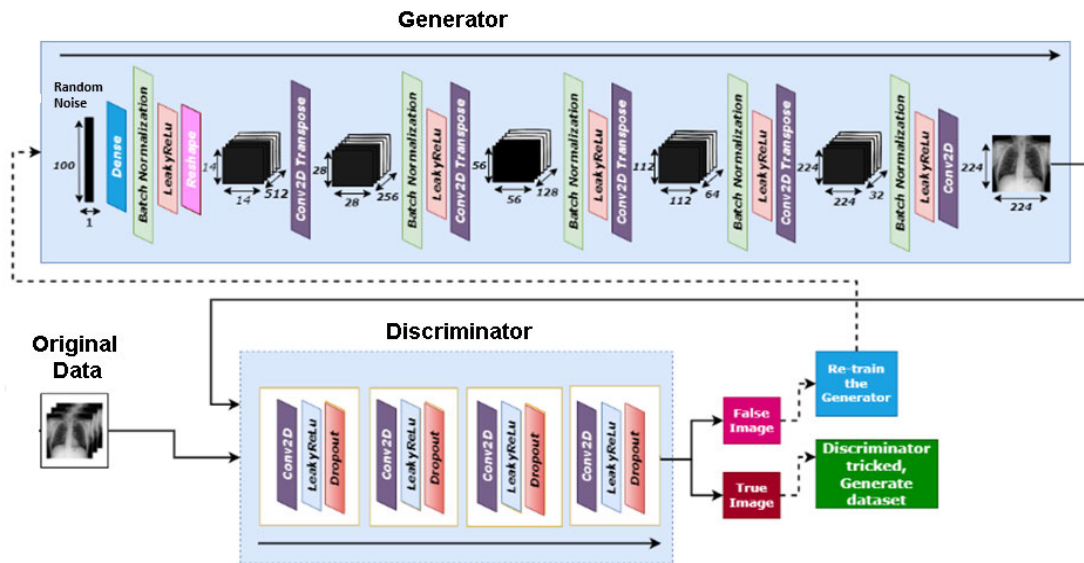 Generator
Random
Noise
100
1
Dense
Batch Normalization
LeakyReLu
Reshape
14
14
512
Conv2D Transpose
28
28
256
Batch Normalization
LeakyReLu
Conv2D Transpose
56
56
128
Batch Normalization
LeakyReLu
Conv2D Transpose
112
112
64
Batch Normalization
LeakyReLu
Conv2D Transpose
224
224
32
Batch Normalization
LeakyReLu
Conv2D
224
224
Original
Data
Discriminator
Conv2D
LeakyReLu
Dropout
Conv2D
LeakyReLu
Dropout
Conv2D
LeakyReLu
Dropout
Conv2D
LeakyReLu
Dropout
False
Image
True
Image
Re-train
the
Generator
Discriminator
tricked,
Generate
dataset